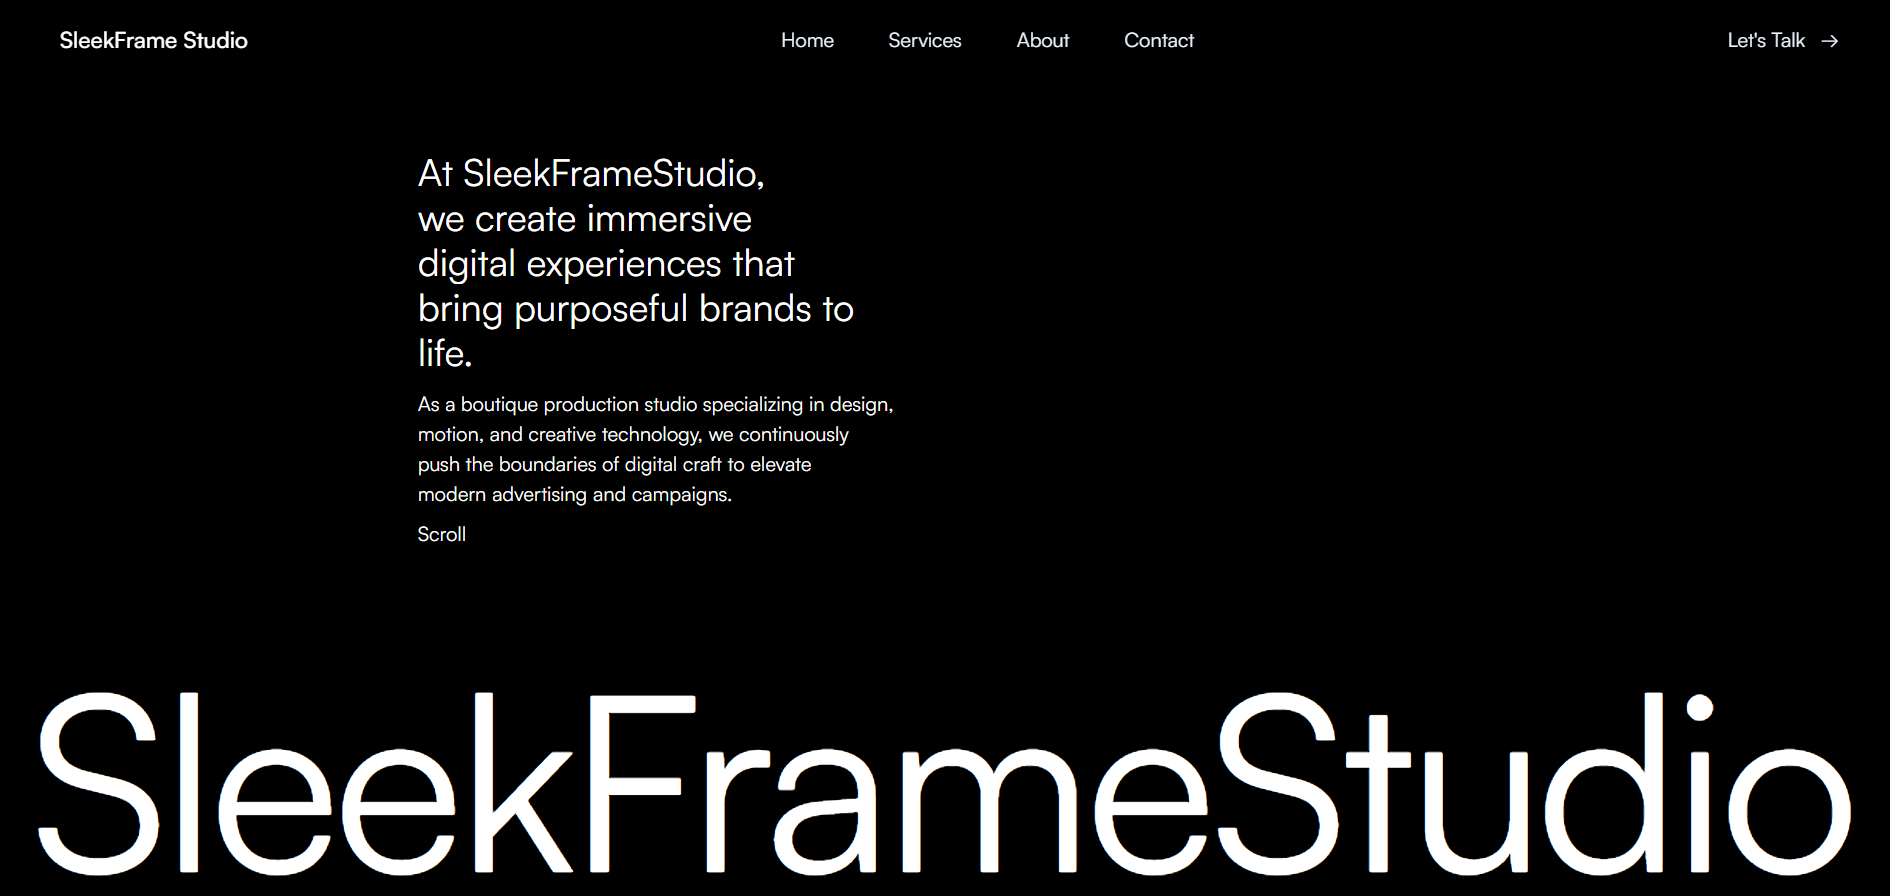 SleekFrame Studio
Home
Services
About
Contact
Let's Talk →
At SleekFrameStudio,
we create immersive
digital experiences that
bring purposeful brands to
life.
As a boutique production studio specializing in design,
motion, and creative technology, we continuously
push the boundaries of digital craft to elevate
modern advertising and campaigns.
Scroll
SleekFrameStudio